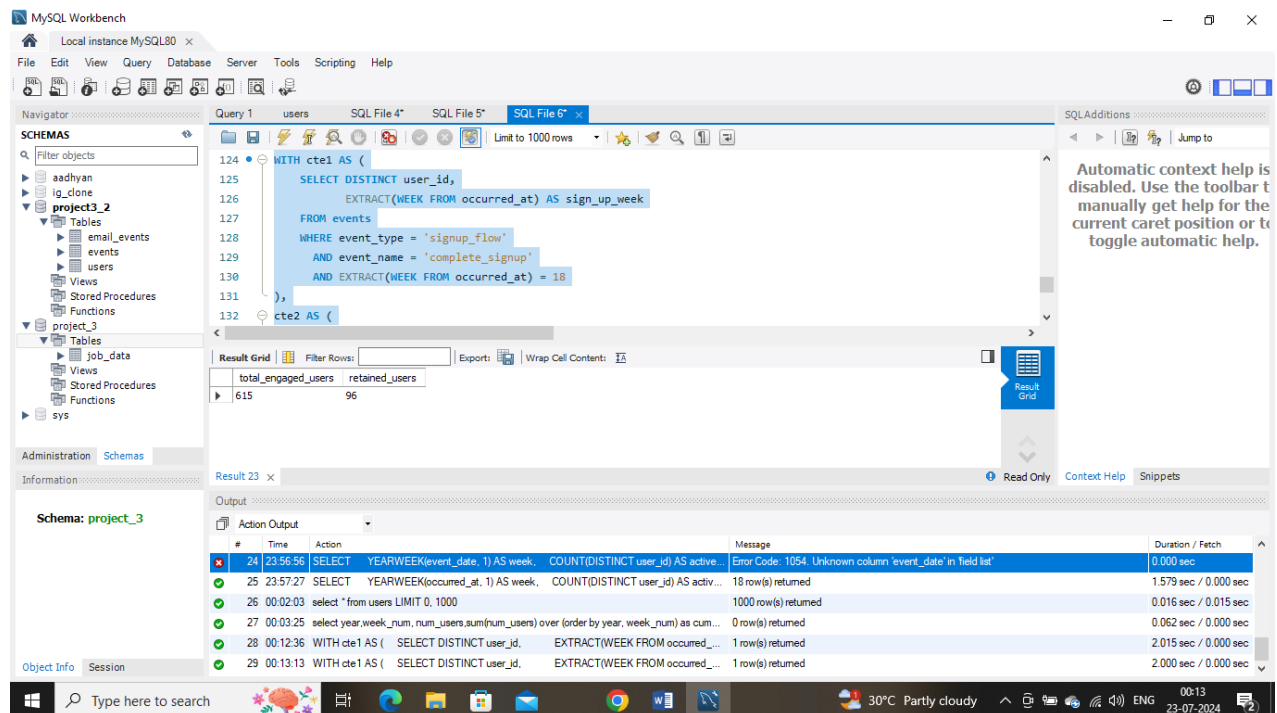 MySQL Workbench
Local instance MySQL80
File Edit View Query Database Server Tools Scripting Help
Navigator
SCHEMAS
Filter objects
aadhyan
ig_clone
project3_2
Tables
email_events
events
users
Views
Stored Procedures
Functions
project_3
Tables
job_data
Views
Stored Procedures
Functions
sys
Administration Schemas
Information
Schema: project_3
Object Info Session
Query 1 users SQL File 4* SQL File 5* SQL File 6*
Limit to 1000 rows
124 WITH cte1 AS (
125 SELECT DISTINCT user_id,
126 EXTRACT(WEEK FROM occurred_at) AS sign_up_week
127 FROM events
128 WHERE event_type = 'signup_flow'
129 AND event_name = 'complete_signup'
130 AND EXTRACT(WEEK FROM occurred_at) = 18
131 ),
132 cte2 AS (
Result Grid Filter Rows: Export: Wrap Cell Content:
total_engaged_users retained_users
615 96
Result
Grid
Result 23 Read Only
SQLAdditions
Jump to
Automatic context help is
disabled. Use the toolbar t
manually get help for the
current caret position or to
toggle automatic help.
Context Help Snippets
Output
Action Output
# Time Action Message Duration / Fetch
24 23:56:56 SELECT YEARWEEK(event_date, 1) AS week, COUNT(DISTINCT user_id) AS active... Error Code: 1054. Unknown column 'event_date' in 'field list' 0.000 sec
25 23:57:27 SELECT YEARWEEK(occurred_at, 1) AS week, COUNT(DISTINCT user_id) AS activ... 18 row(s) returned 1.579 sec / 0.000 sec
26 00:02:03 select * from users LIMIT 0, 1000 1000 row(s) returned 0.016 sec / 0.015 sec
27 00:03:25 select year,week_num, num_users,sum(num_users) over (order by year, week_num) as cum... 0 row(s) returned 0.062 sec / 0.000 sec
28 00:12:36 WITH cte1 AS ( SELECT DISTINCT user_id, EXTRACT(WEEK FROM occurred_... 1 row(s) returned 2.015 sec / 0.000 sec
29 00:13:13 WITH cte1 AS ( SELECT DISTINCT user_id, EXTRACT(WEEK FROM occurred_... 1 row(s) returned 2.000 sec / 0.000 sec
Type here to search
30°C Partly cloudy
ENG
00:13
23-07-2024